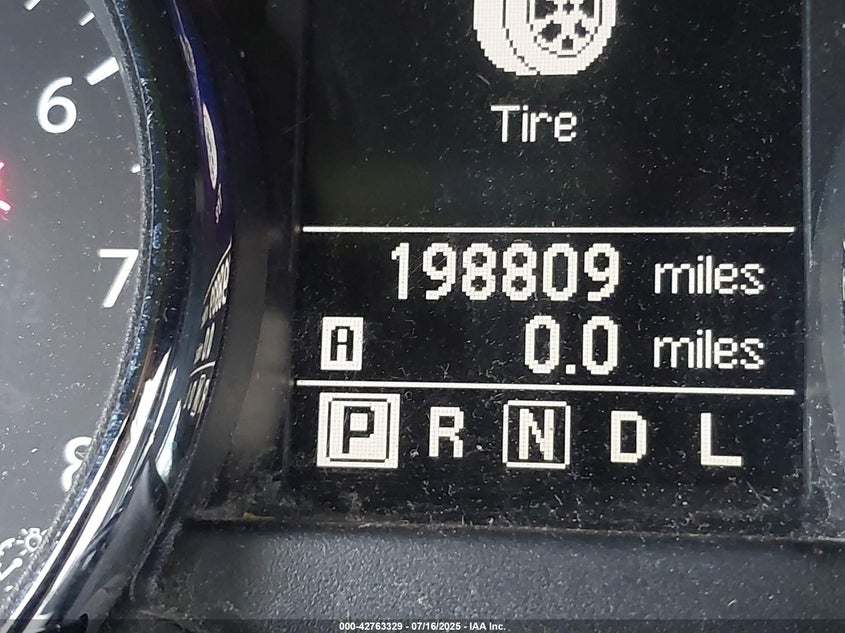 6
Tire
7
198809 miles
A 0.0 miles
P R N D L
8
000-42763329 - 07/16/2025 - IAA Inc.